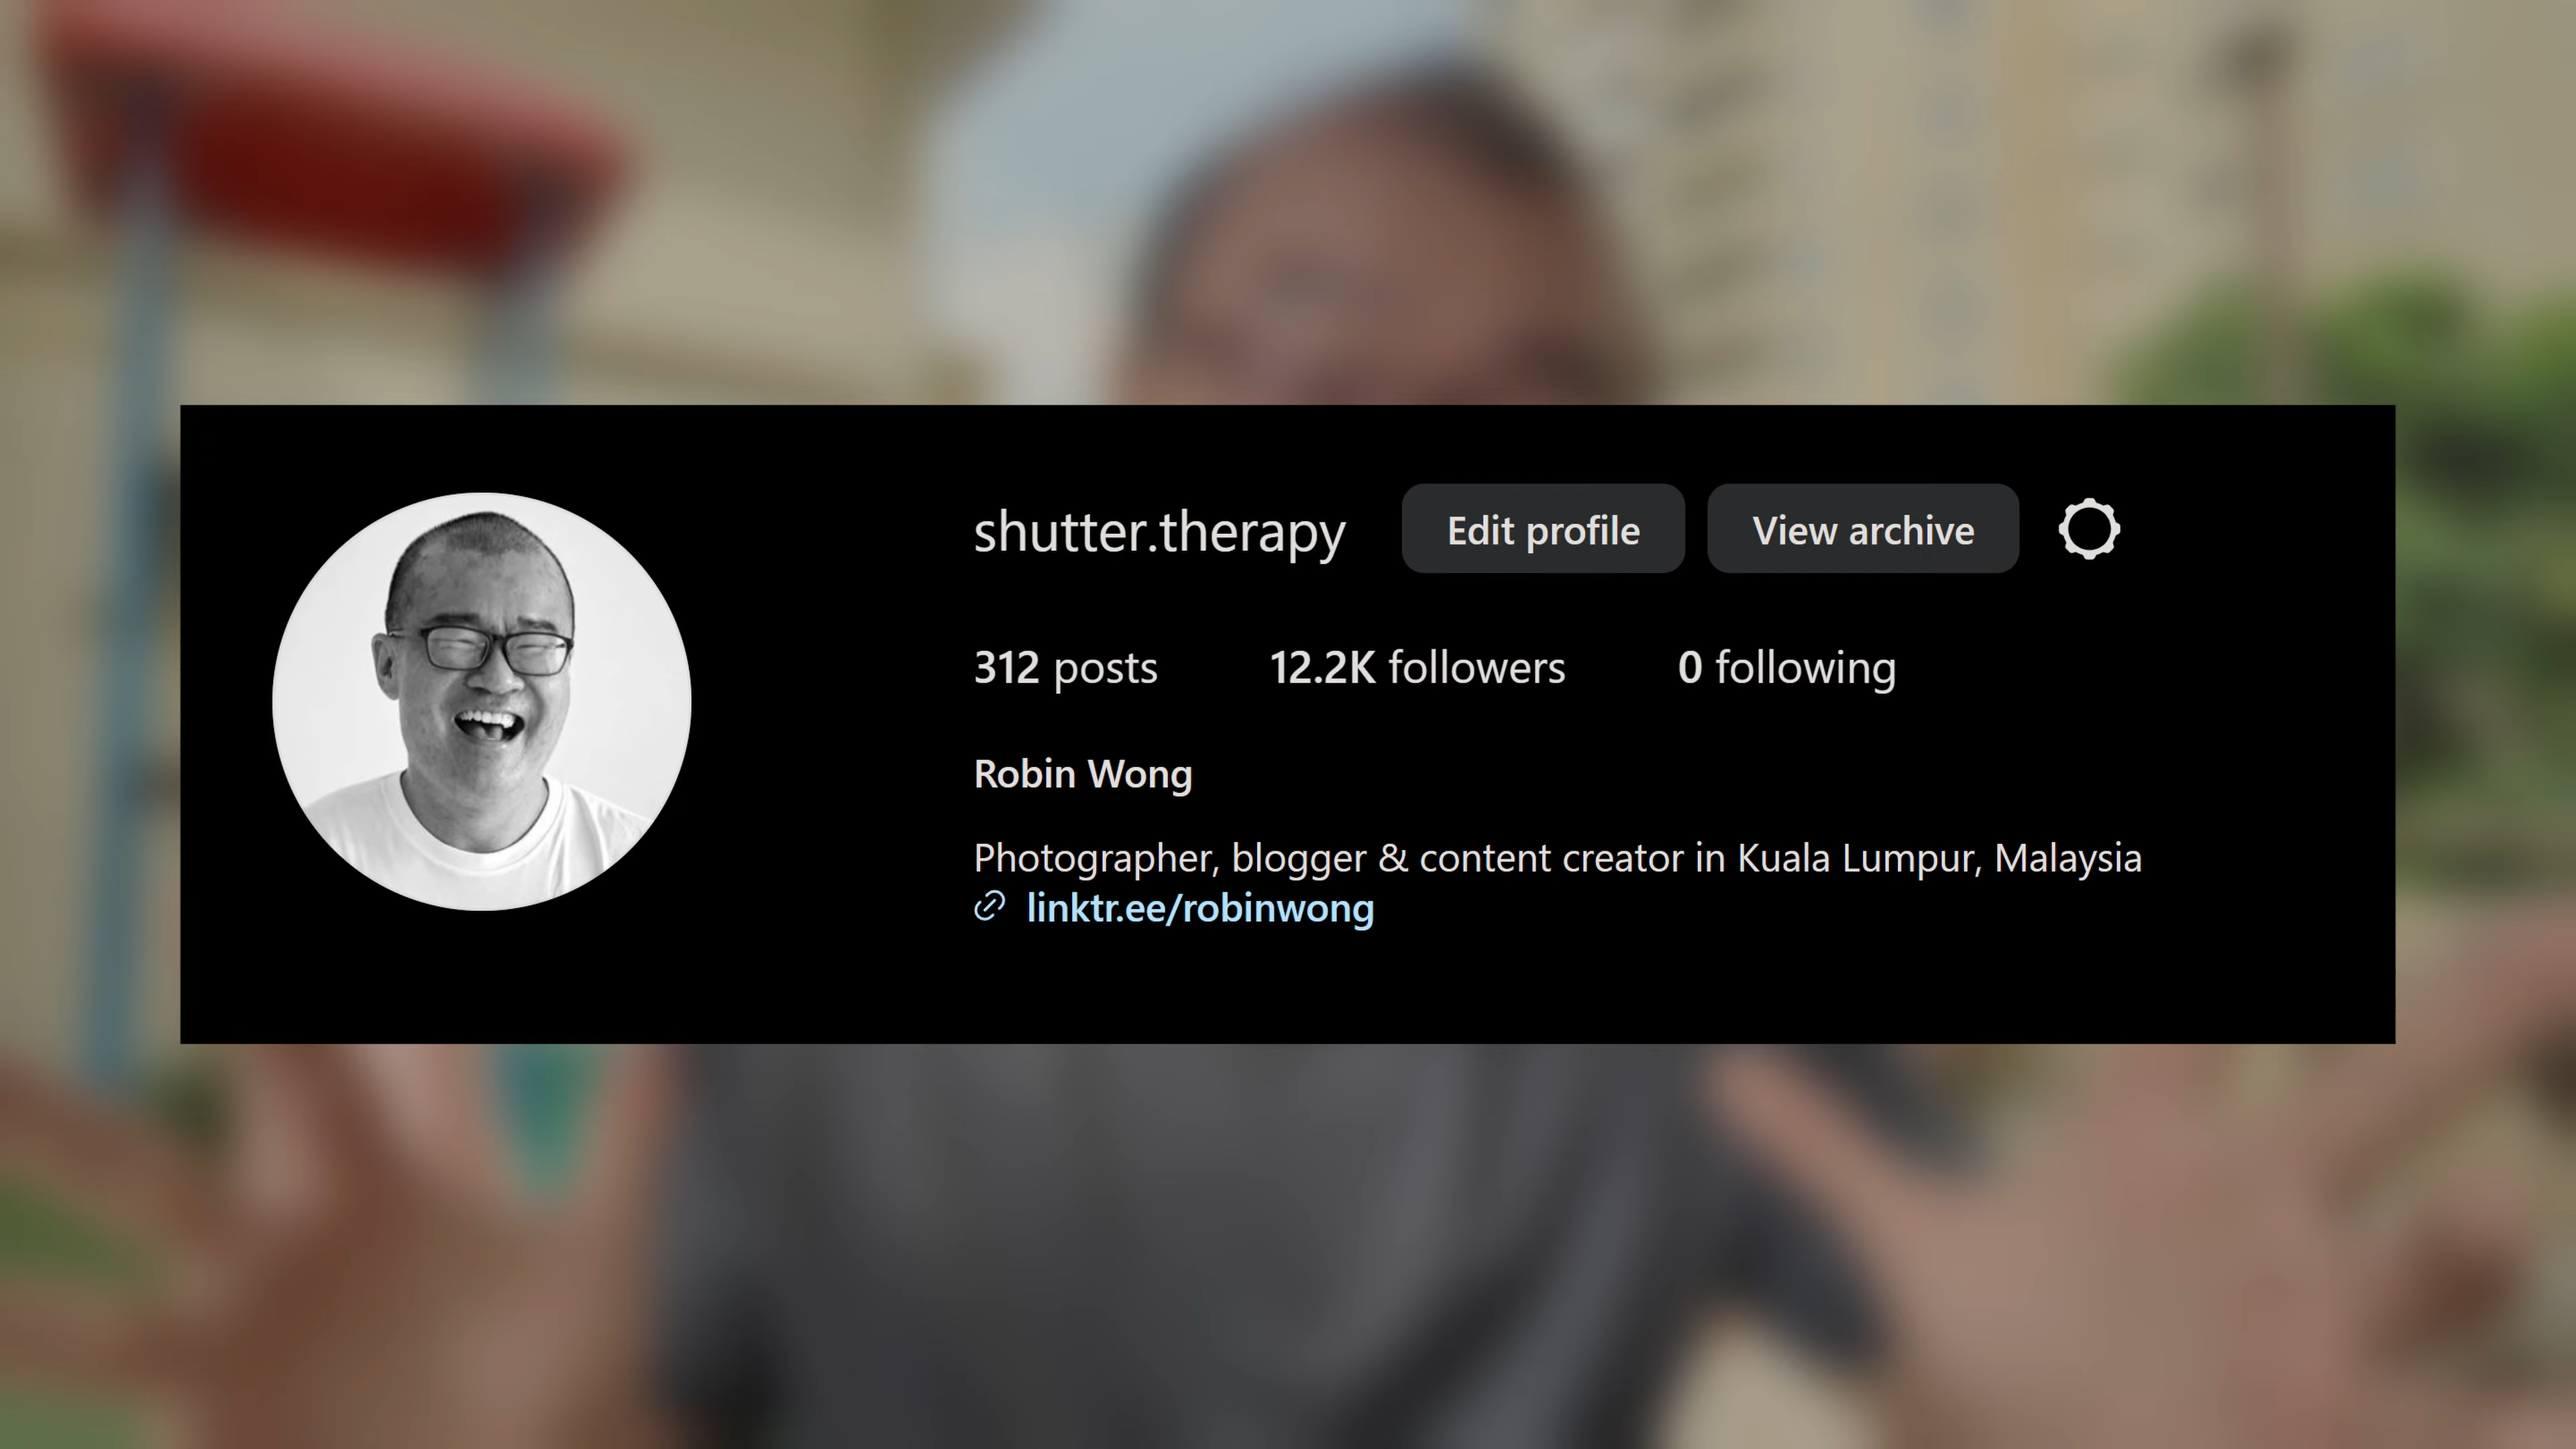 shutter.therapy Edit profile View archive
312 posts 12.2K followers 0 following
Robin Wong
Photographer, blogger & content creator in Kuala Lumpur, Malaysia
linktr.ee/robinwong